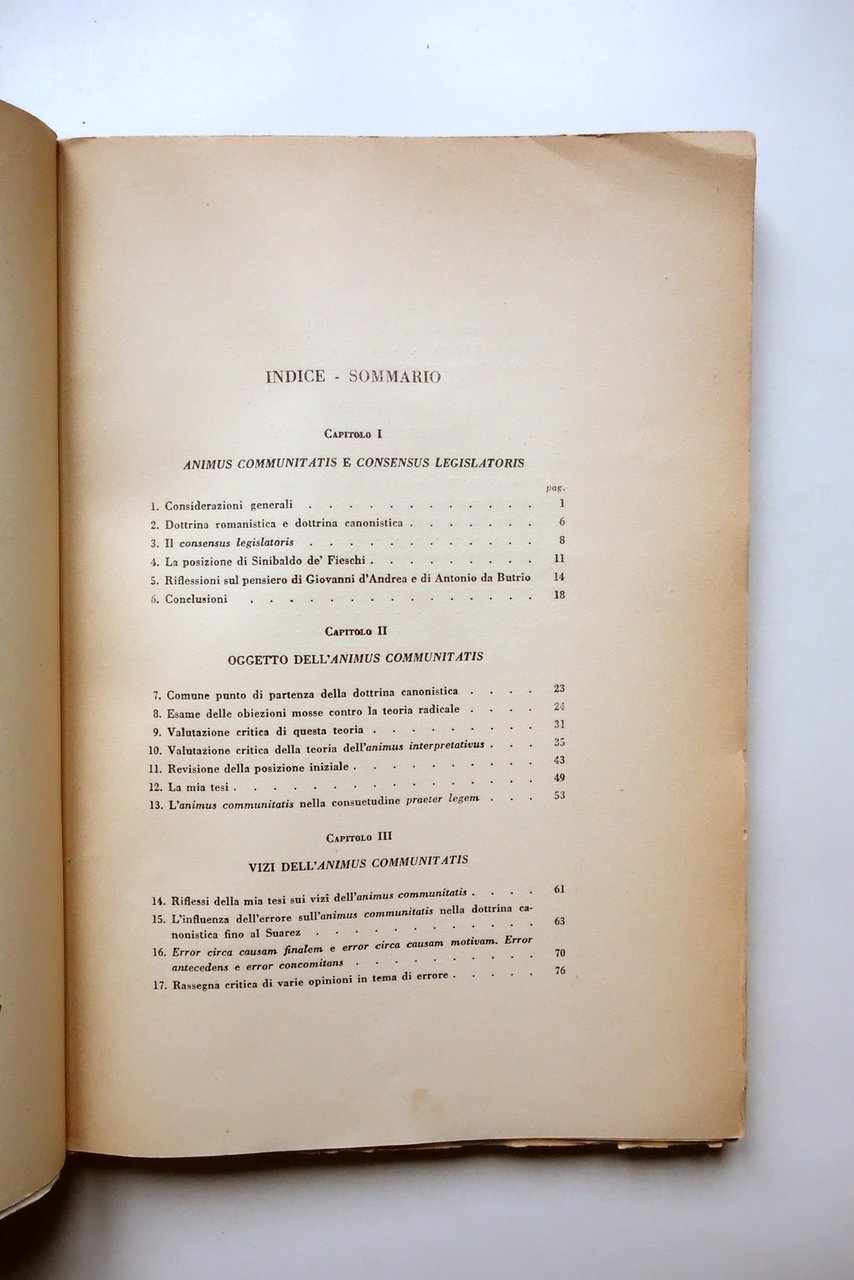 INDICE - SOMMARIO
CAPITOLO I
ANIMUS COMMUNITATIS E CONSENSUS LEGISLATORIS
pag.
1. Considerazioni generali . . . . . . . . . . . . 1
2. Dottrina romanistica e dottrina canonistica . . . . . . . 6
3. Il consensus legislatoris . . . . . . . . . . . . 8
4. La posizione di Sinibaldo de' Fieschi . . . . . . . . . 11
5. Riflessioni sul pensiero di Giovanni d'Andrea e di Antonio da Butrio 14
6. Conclusioni . . . . . . . . . . . . . . . 18
CAPITOLO II
OGGETTO DELL'ANIMUS COMMUNITATIS
7. Comune punto di partenza della dottrina canonistica . . . . 23
8. Esame delle obiezioni mosse contro la teoria radicale . . . . 24
9. Valutazione critica di questa teoria . . . . . . . . . 31
10. Valutazione critica della teoria dell'animus interpretativus . . . 35
11. Revisione della posizione iniziale . . . . . . . . . . 43
12. La mia tesi . . . . . . . . . . . . . . . . 49
13. L'animus communitatis nella consuetudine praeter legem . . . 53
CAPITOLO III
VIZI DELL'ANIMUS COMMUNITATIS
14. Riflessi della mia tesi sui vizî dell'animus communitatis . . . . 61
15. L'influenza dell'errore sull'animus communitatis nella dottrina ca-
nonistica fino al Suarez . . . . . . . . . . . . 63
16. Error circa causam finalem e error circa causam motivam. Error
antecedens e error concomitans . . . . . . . . . . 70
17. Rassegna critica di varie opinioni in tema di errore . . . . . 76